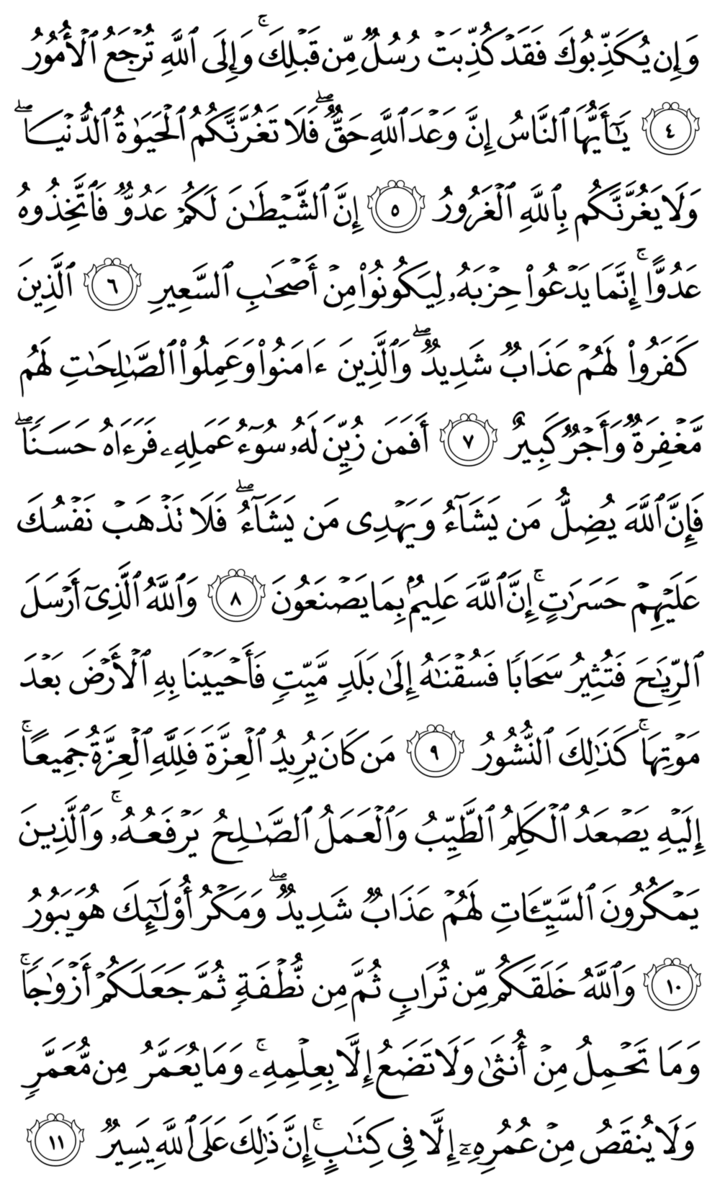 وَإِن يُكَذِّبُوكَ فَقَدْ كُذِّبَتْ رُسُلٌ مِّن قَبْلِكَ ۚ وَإِلَى ٱللَّهِ تُرْجَعُ ٱلْأُمُورُ
٤ يَـٰٓأَيُّهَا ٱلنَّاسُ إِنَّ وَعْدَ ٱللَّهِ حَقٌّ ۖ فَلَا تَغُرَّنَّكُمُ ٱلْحَيَوٰةُ ٱلدُّنْيَا ۖ
وَلَا يَغُرَّنَّكُم بِٱللَّهِ ٱلْغَرُورُ ٥ إِنَّ ٱلشَّيْطَـٰنَ لَكُمْ عَدُوٌّ فَٱتَّخِذُوهُ
عَدُوًّا ۚ إِنَّمَا يَدْعُوا۟ حِزْبَهُۥ لِيَكُونُوا۟ مِنْ أَصْحَـٰبِ ٱلسَّعِيرِ ٦ ٱلَّذِينَ
كَفَرُوا۟ لَهُمْ عَذَابٌ شَدِيدٌ ۖ وَٱلَّذِينَ ءَامَنُوا۟ وَعَمِلُوا۟ ٱلصَّـٰلِحَـٰتِ لَهُم
مَّغْفِرَةٌ وَأَجْرٌ كَبِيرٌ ٧ أَفَمَن زُيِّنَ لَهُۥ سُوٓءُ عَمَلِهِۦ فَرَءَاهُ حَسَنًا ۖ
فَإِنَّ ٱللَّهَ يُضِلُّ مَن يَشَآءُ وَيَهْدِى مَن يَشَآءُ ۖ فَلَا تَذْهَبْ نَفْسُكَ
عَلَيْهِمْ حَسَرَٰتٍ ۚ إِنَّ ٱللَّهَ عَلِيمٌۢ بِمَا يَصْنَعُونَ ٨ وَٱللَّهُ ٱلَّذِىٓ أَرْسَلَ
ٱلرِّيَـٰحَ فَتُثِيرُ سَحَابًا فَسُقْنَـٰهُ إِلَىٰ بَلَدٍ مَّيِّتٍ فَأَحْيَيْنَا بِهِ ٱلْأَرْضَ بَعْدَ
مَوْتِهَا ۚ كَذَٰلِكَ ٱلنُّشُورُ ٩ مَن كَانَ يُرِيدُ ٱلْعِزَّةَ فَلِلَّهِ ٱلْعِزَّةُ جَمِيعًا ۚ
إِلَيْهِ يَصْعَدُ ٱلْكَلِمُ ٱلطَّيِّبُ وَٱلْعَمَلُ ٱلصَّـٰلِحُ يَرْفَعُهُۥ ۚ وَٱلَّذِينَ
يَمْكُرُونَ ٱلسَّيِّـَٔاتِ لَهُمْ عَذَابٌ شَدِيدٌ ۖ وَمَكْرُ أُو۟لَـٰٓئِكَ هُوَ يَبُورُ
١٠ وَٱللَّهُ خَلَقَكُم مِّن تُرَابٍ ثُمَّ مِن نُّطْفَةٍ ثُمَّ جَعَلَكُمْ أَزْوَٰجًا ۚ
وَمَا تَحْمِلُ مِنْ أُنثَىٰ وَلَا تَضَعُ إِلَّا بِعِلْمِهِۦ ۚ وَمَا يُعَمَّرُ مِن مُّعَمَّرٍ
وَلَا يُنقَصُ مِنْ عُمُرِهِۦٓ إِلَّا فِى كِتَـٰبٍ ۚ إِنَّ ذَٰلِكَ عَلَى ٱللَّهِ يَسِيرٌ ١١